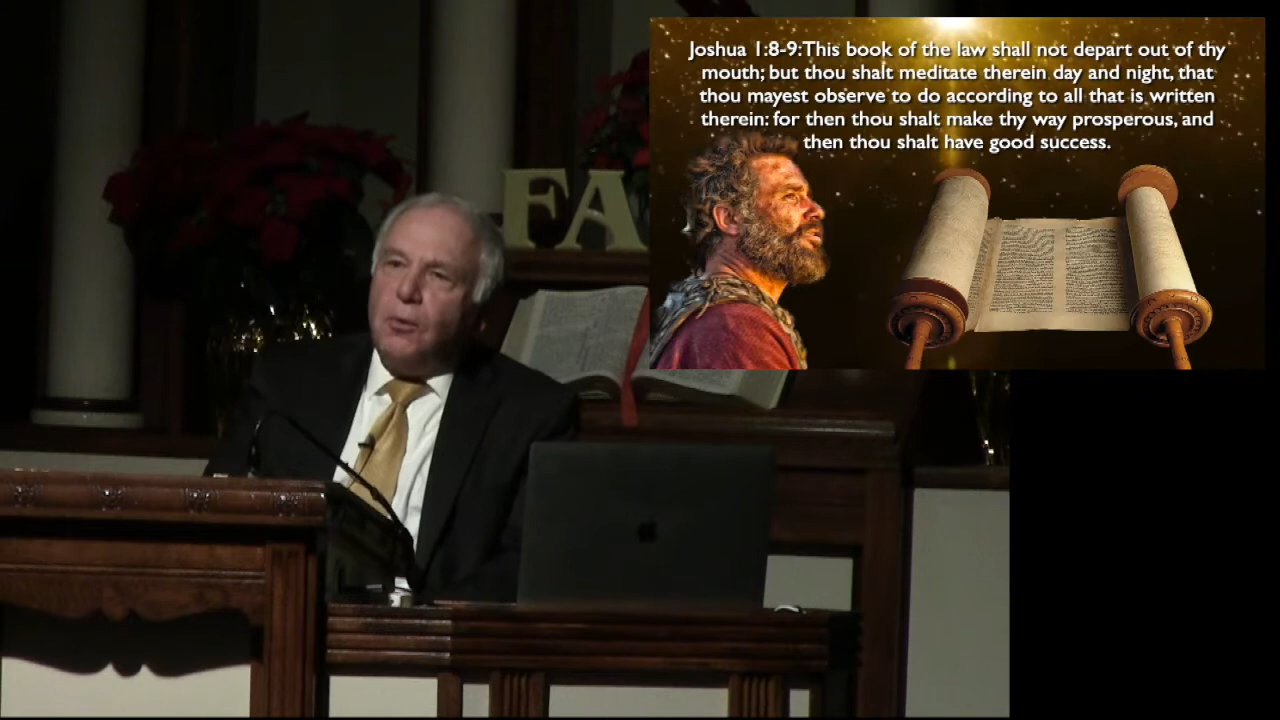 Joshua 1:8-9:This book of the law shall not depart out of thy
mouth; but thou shalt meditate therein day and night, that
thou mayest observe to do according to all that is written
therein: for then thou shalt make thy way prosperous, and
then thou shalt have good success.
FA